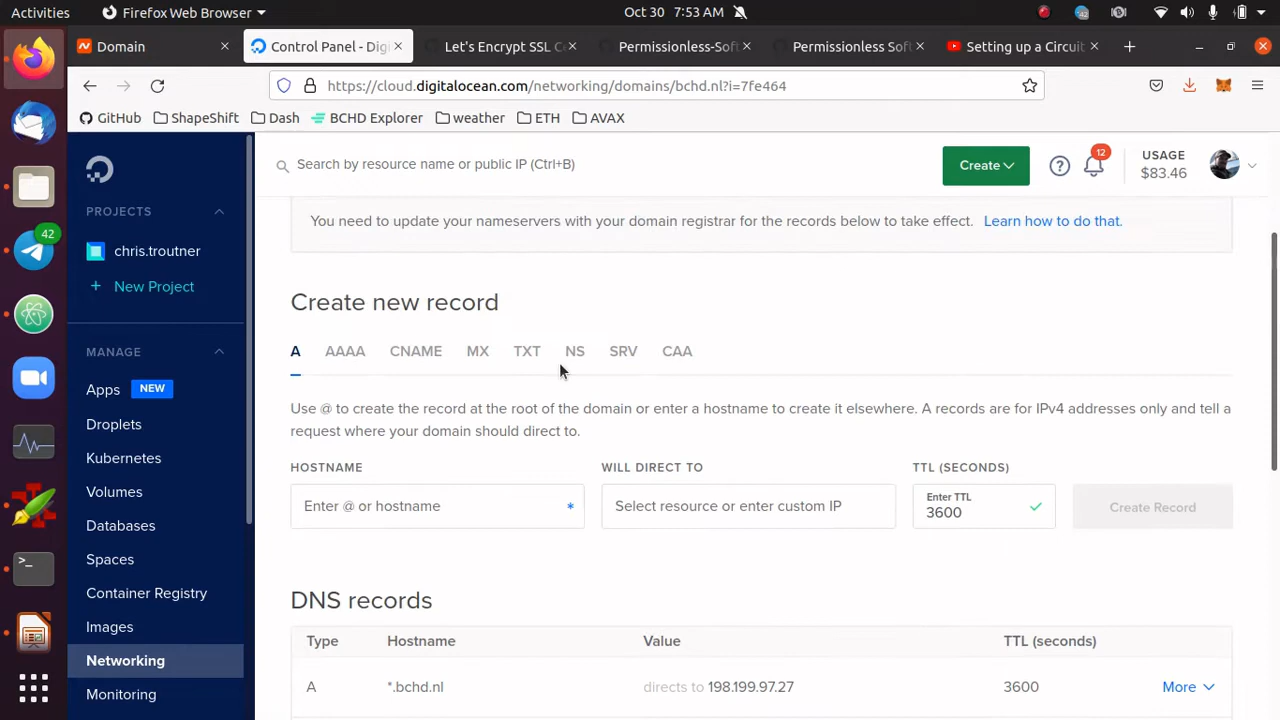 Activities
Firefox Web Browser
Oct 30 7:53 AM
42
Domain
Control Panel - Digi
Let's Encrypt SSL Ce
Permissionless-Softw
Permissionless Soft
Setting up a Circuit
https://cloud.digitalocean.com/networking/domains/bchd.nl?i=7fe464
GitHub
ShapeShift
Dash
BCHD Explorer
weather
ETH
AVAX
PROJECTS
chris.troutner
+ New Project
MANAGE
Apps
NEW
Droplets
Kubernetes
Volumes
Databases
Spaces
Container Registry
Images
Networking
Monitoring
Search by resource name or public IP (Ctrl+B)
Create
12
USAGE
$83.46
You need to update your nameservers with your domain registrar for the records below to take effect. Learn how to do that.
Create new record
A AAAA CNAME MX TXT NS SRV CAA
Use @ to create the record at the root of the domain or enter a hostname to create it elsewhere. A records are for IPv4 addresses only and tell a
request where your domain should direct to.
HOSTNAME
WILL DIRECT TO
TTL (SECONDS)
Enter @ or hostname *
Select resource or enter custom IP
Enter TTL
3600
Create Record
DNS records
Type Hostname Value TTL (seconds)
A *.bchd.nl directs to 198.199.97.27 3600 More